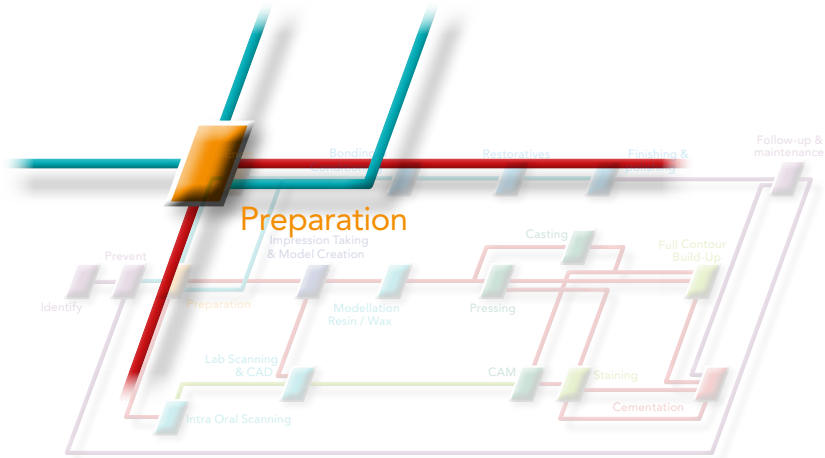 Follow-up &
maintenance
Bonding
Restoratives
Finishing &
polishing
Preparation
Impression Taking
& Model Creation
Casting
Full Contour
Build-Up
Prevent
Identify
Preparation
Modellation
Resin / Wax
Pressing
Lab Scanning
& CAD
CAM
Staining
Cementation
Intra Oral Scanning